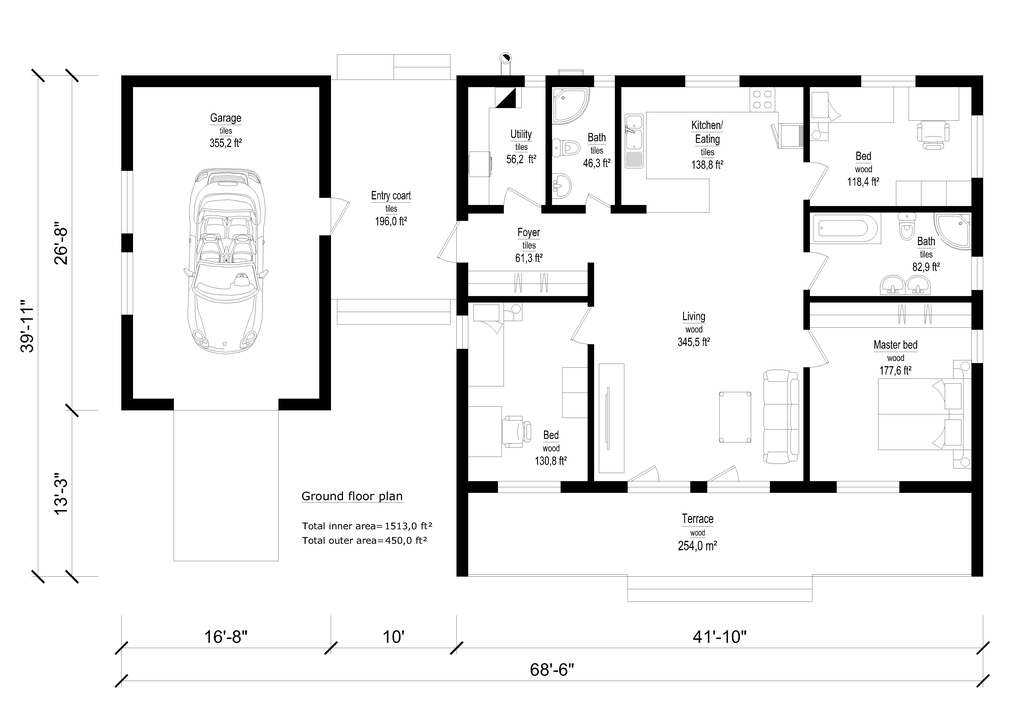 Garage
tiles
355,2 ft²
Entry coart
tiles
196,0 ft²
Utility
tiles
56,2 ft²
Bath
tiles
46,3 ft²
Kitchen/
Eating
tiles
138,8 ft²
Bed
wood
118,4 ft²
Foyer
tiles
61,3 ft²
Bath
tiles
82,9 ft²
Living
wood
345,5 ft²
Master bed
wood
177,6 ft²
Bed
wood
130,8 ft²
Terrace
wood
254,0 m²
Ground floor plan
Total inner area=1513,0 ft²
Total outer area=450,0 ft²
39'-11"
26'-8"
13'-3"
16'-8"
10'
41'-10"
68'-6"